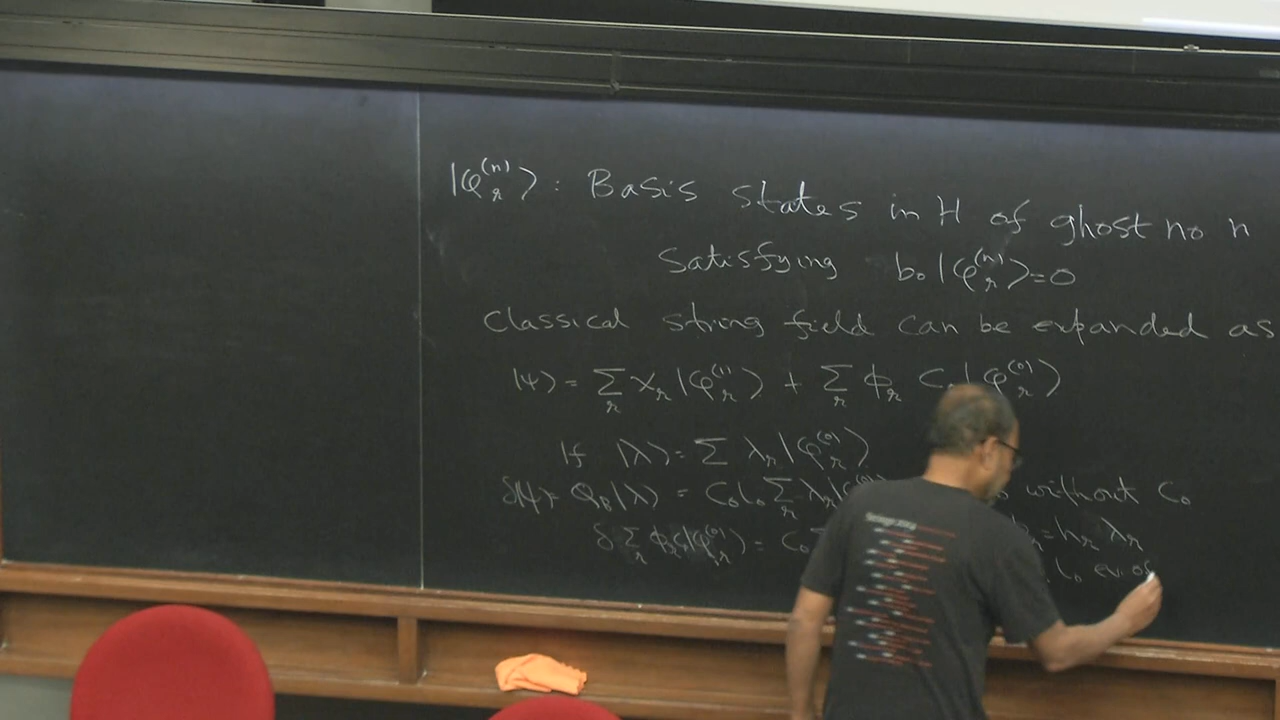 |φ_r^(n)⟩ : Basis states in H of ghost no n
satisfying b₀|φ_r^(n)⟩=0
Classical string field can be expanded as
|ψ⟩ = Σ_r χ_r |φ_r^(1)⟩ + Σ_r ϕ_r C₀|φ_r^(0)⟩
If |λ⟩ = Σ λ_r |φ_r^(0)⟩
δ|ψ⟩ = Q_B|λ⟩ = C₀L₀ Σ_r λ_r without C₀
δ Σ_r ϕ_r C₀|φ_r^(0)⟩ = C₀ = h_r λ_r
L₀ ev. of